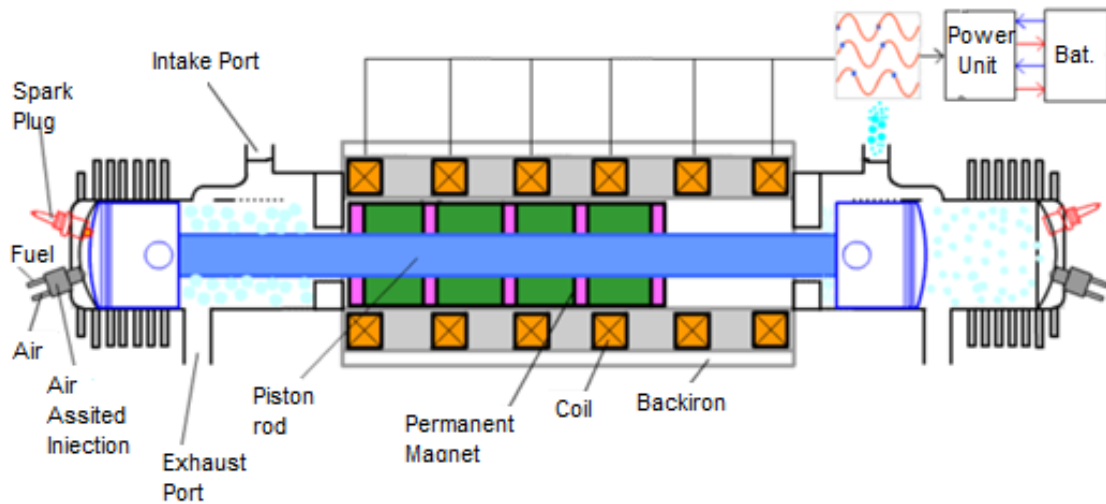 Intake Port
Power
Unit
Bat.
Spark
Plug
Fuel
Air
Air
Assited
Injection
Exhaust
Port
Piston
rod
Permanent
Magnet
Coil
Backiron